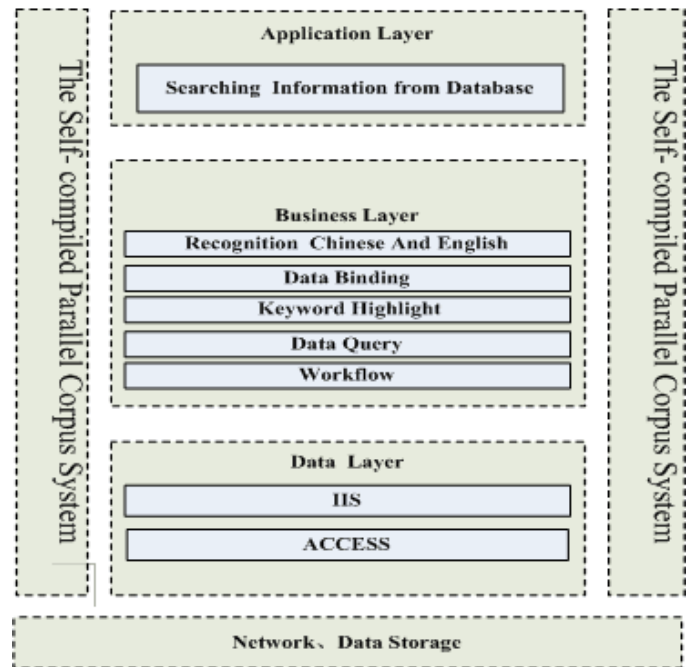 The Self- compiled Parallel Corpus System
Application Layer
Searching Information from Database
Business Layer
Recognition Chinese And English
Data Binding
Keyword Highlight
Data Query
Workflow
Data Layer
IIS
ACCESS
The Self- compiled Parallel Corpus System
Network、Data Storage